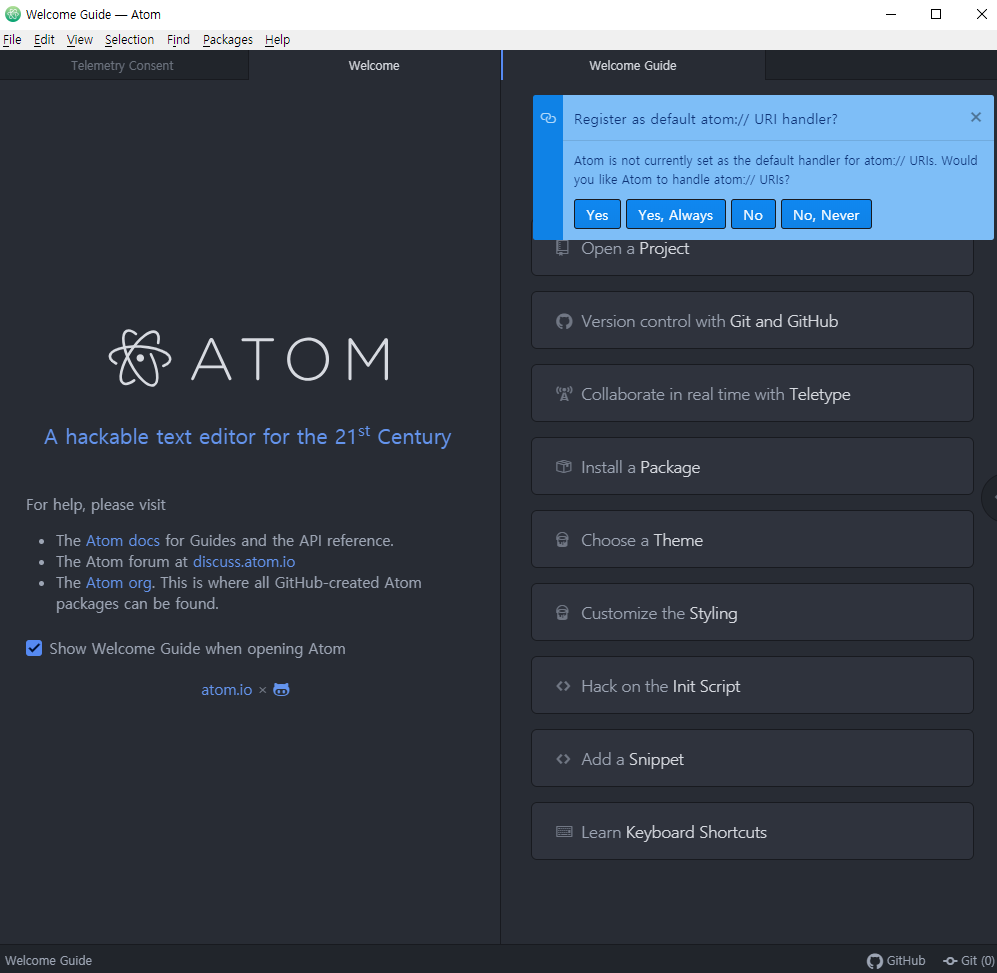 Welcome Guide — Atom
File Edit View Selection Find Packages Help
Telemetry Consent
Welcome
Welcome Guide
ATOM
A hackable text editor for the 21st Century
For help, please visit
• The Atom docs for Guides and the API reference.
• The Atom forum at discuss.atom.io
• The Atom org. This is where all GitHub-created Atom
packages can be found.
Show Welcome Guide when opening Atom
atom.io ×
Register as default atom:// URI handler?
Atom is not currently set as the default handler for atom:// URIs. Would
you like Atom to handle atom:// URIs?
Yes
Yes, Always
No
No, Never
Open a Project
Version control with Git and GitHub
Collaborate in real time with Teletype
Install a Package
Choose a Theme
Customize the Styling
Hack on the Init Script
Add a Snippet
Learn Keyboard Shortcuts
Welcome Guide
GitHub
Git (0)